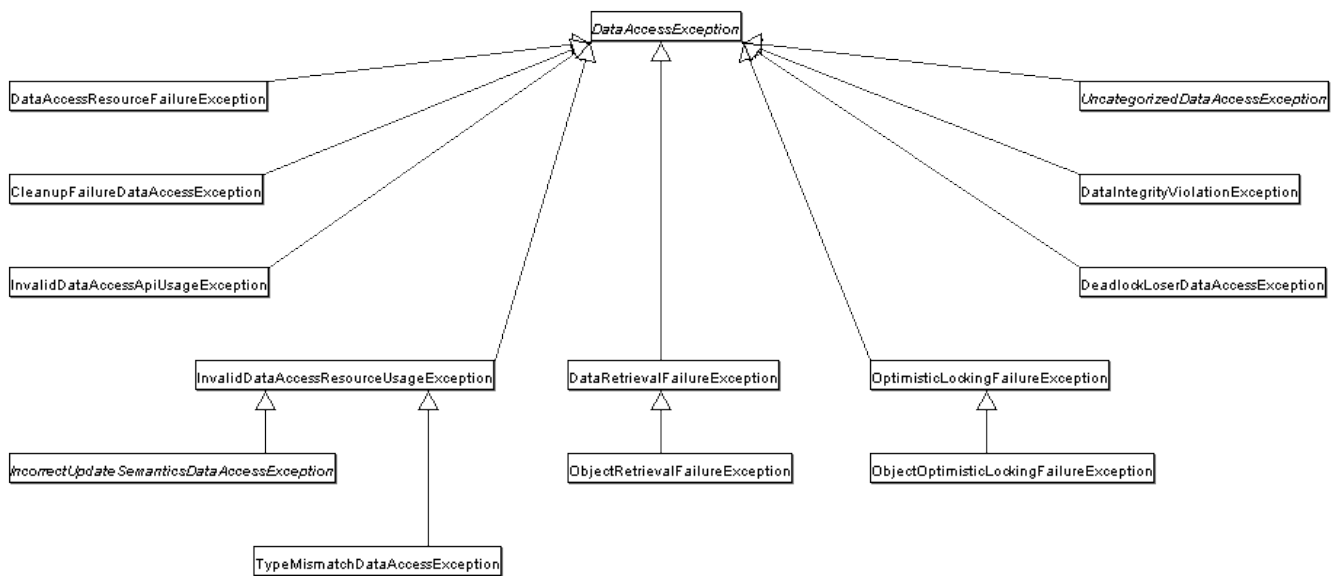 DataAccessException
DataAccessResourceFailureException
UncategorizedDataAccessException
CleanupFailureDataAccessException
DataIntegrityViolationException
InvalidDataAccessApiUsageException
DeadlockLoserDataAccessException
InvalidDataAccessResourceUsageException
DataRetrievalFailureException
OptimisticLockingFailureException
IncorrectUpdateSemanticsDataAccessException
ObjectRetrievalFailureException
ObjectOptimisticLockingFailureException
TypeMismatchDataAccessException